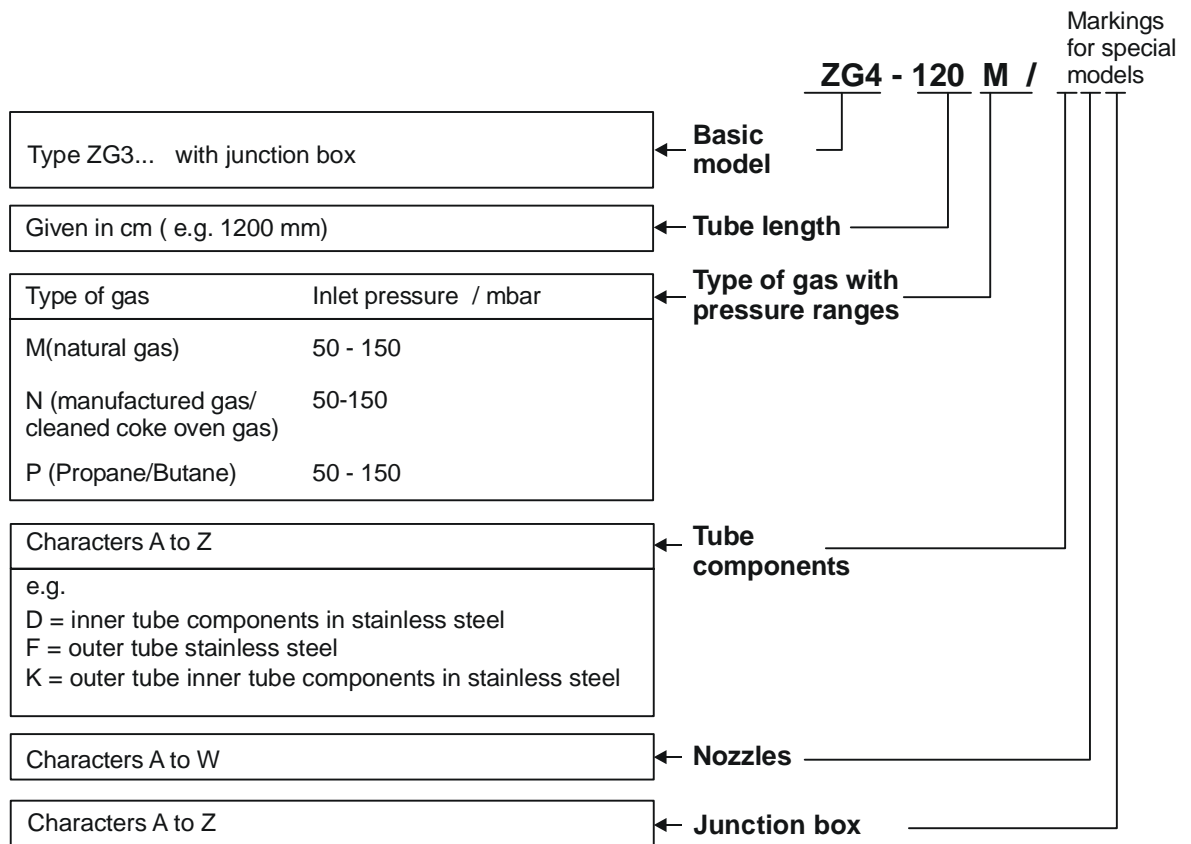 Markings
for special
models
ZG4 - 120 M /
Type ZG3... with junction box
Basic
model
Given in cm ( e.g. 1200 mm)
Tube length
Type of gas Inlet pressure / mbar
Type of gas with
pressure ranges
M(natural gas) 50 - 150
N (manufactured gas/ 50-150
cleaned coke oven gas)
P (Propane/Butane) 50 - 150
Characters A to Z
Tube
components
e.g.
D = inner tube components in stainless steel
F = outer tube stainless steel
K = outer tube inner tube components in stainless steel
Characters A to W
Nozzles
Characters A to Z
Junction box